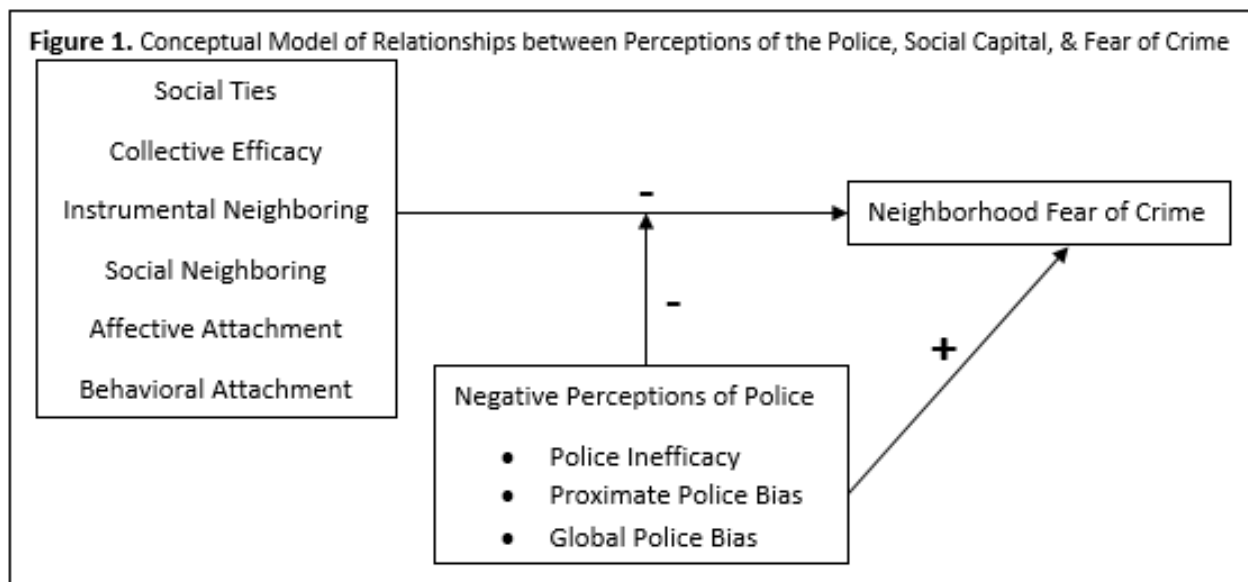 Figure 1. Conceptual Model of Relationships between Perceptions of the Police, Social Capital, & Fear of Crime
Social Ties
Collective Efficacy
Instrumental Neighboring
Social Neighboring
Affective Attachment
Behavioral Attachment
-
Neighborhood Fear of Crime
-
+
Negative Perceptions of Police
• Police Inefficacy
• Proximate Police Bias
• Global Police Bias